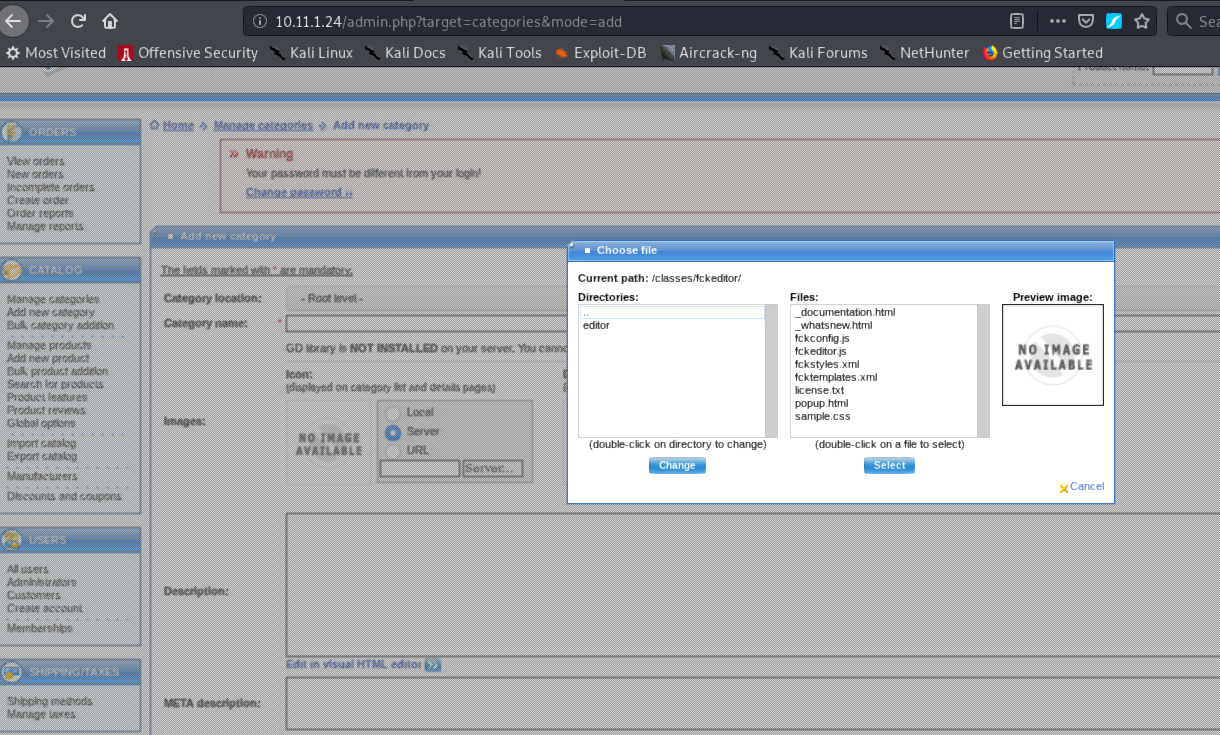 10.11.1.24/admin.php?target=categories&mode=add
Most Visited Offensive Security Kali Linux Kali Docs Kali Tools Exploit-DB Aircrack-ng Kali Forums NetHunter Getting Started
Product name:
Home Manage categories Add new category
Warning
Your password must be different from your login!
Change password ››
ORDERS
View orders
New orders
Incomplete orders
Create order
Order reports
Manage reports
CATALOG
Manage categories
Add new category
Bulk category addition
Manage products
Add new product
Bulk product addition
Search for products
Product features
Product reviews
Global options
Import catalog
Export catalog
Manufacturers
Discounts and coupons
USERS
All users
Administrators
Customers
Create account
Memberships
SHIPPING/TAXES
Shipping methods
Manage taxes
Add new category
The fields marked with * are mandatory.
Category location: - Root level -
Category name: *
GD library is NOT INSTALLED on your server. You cannot
Icon:
(displayed on category list and details pages)
Images:
NO IMAGE
AVAILABLE
Local
Server
URL
Server...
Description:
Edit in visual HTML editor
META description:
Choose file
Current path: /classes/fckeditor/
Directories:
..
editor
(double-click on directory to change)
Change
Files:
_documentation.html
_whatsnew.html
fckconfig.js
fckeditor.js
fckstyles.xml
fcktemplates.xml
license.txt
popup.html
sample.css
(double-click on a file to select)
Select
Preview image:
NO IMAGE
AVAILABLE
Cancel